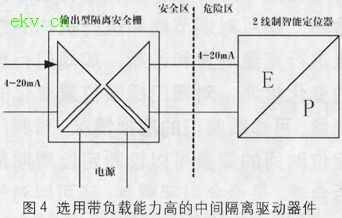 ekv.cn
输出型隔离安全栅
安全区
危险区
2线制智能定位器
4-20mA
4-20mA
E
P
电源
图4 选用带负载能力高的中间隔离驱动器件